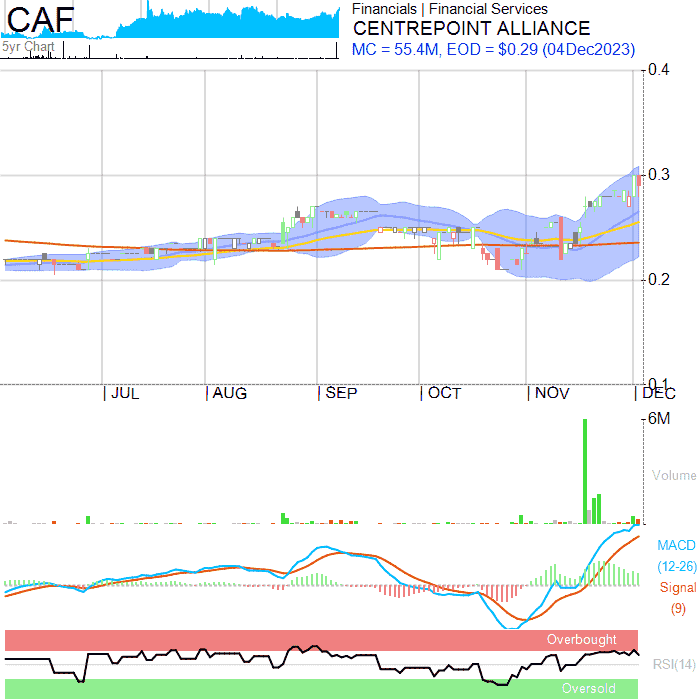 CAF
5yr Chart
Financials | Financial Services
CENTREPOINT ALLIANCE
MC = 55.4M, EOD = $0.29 (04Dec2023)
0.4
0.3
0.2
0.1
JUL AUG SEP OCT NOV DEC
6M
Volume
MACD
(12-26)
Signal
(9)
Overbought
RSI(14)
Oversold